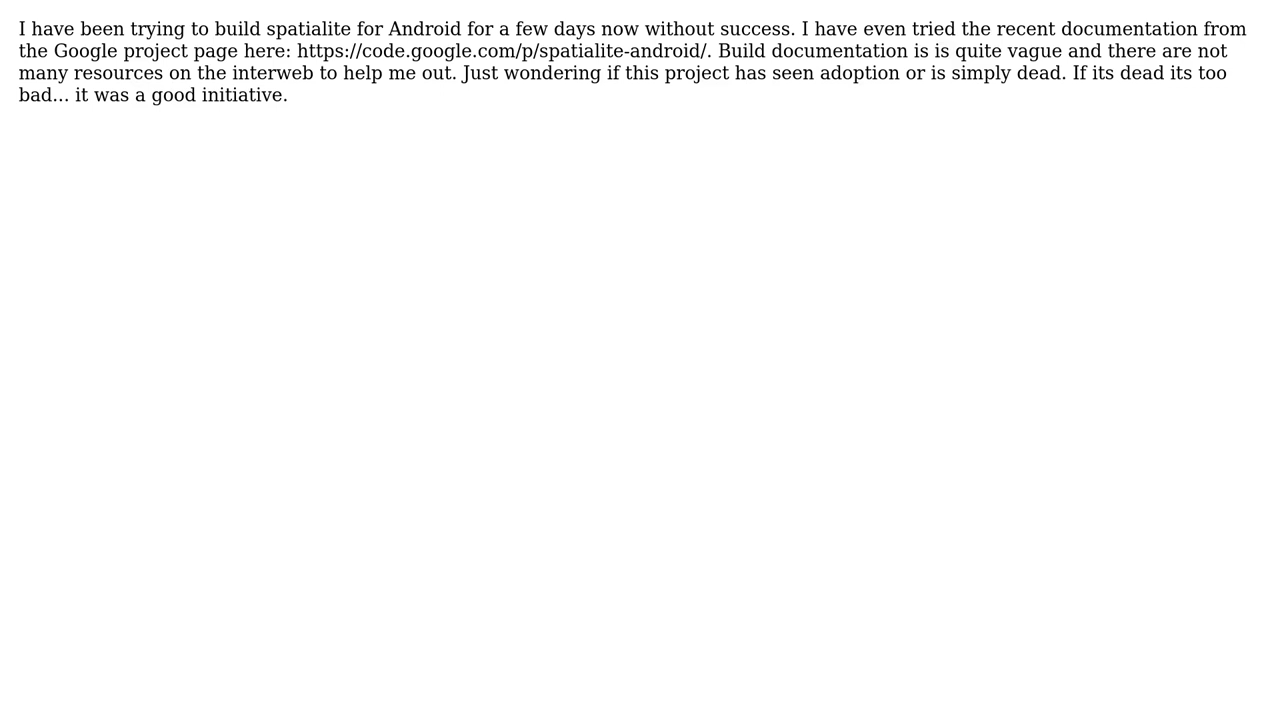 I have been trying to build spatialite for Android for a few days now without success. I have even tried the recent documentation from
the Google project page here: https://code.google.com/p/spatialite-android/. Build documentation is is quite vague and there are not
many resources on the interweb to help me out. Just wondering if this project has seen adoption or is simply dead. If its dead its too
bad... it was a good initiative.